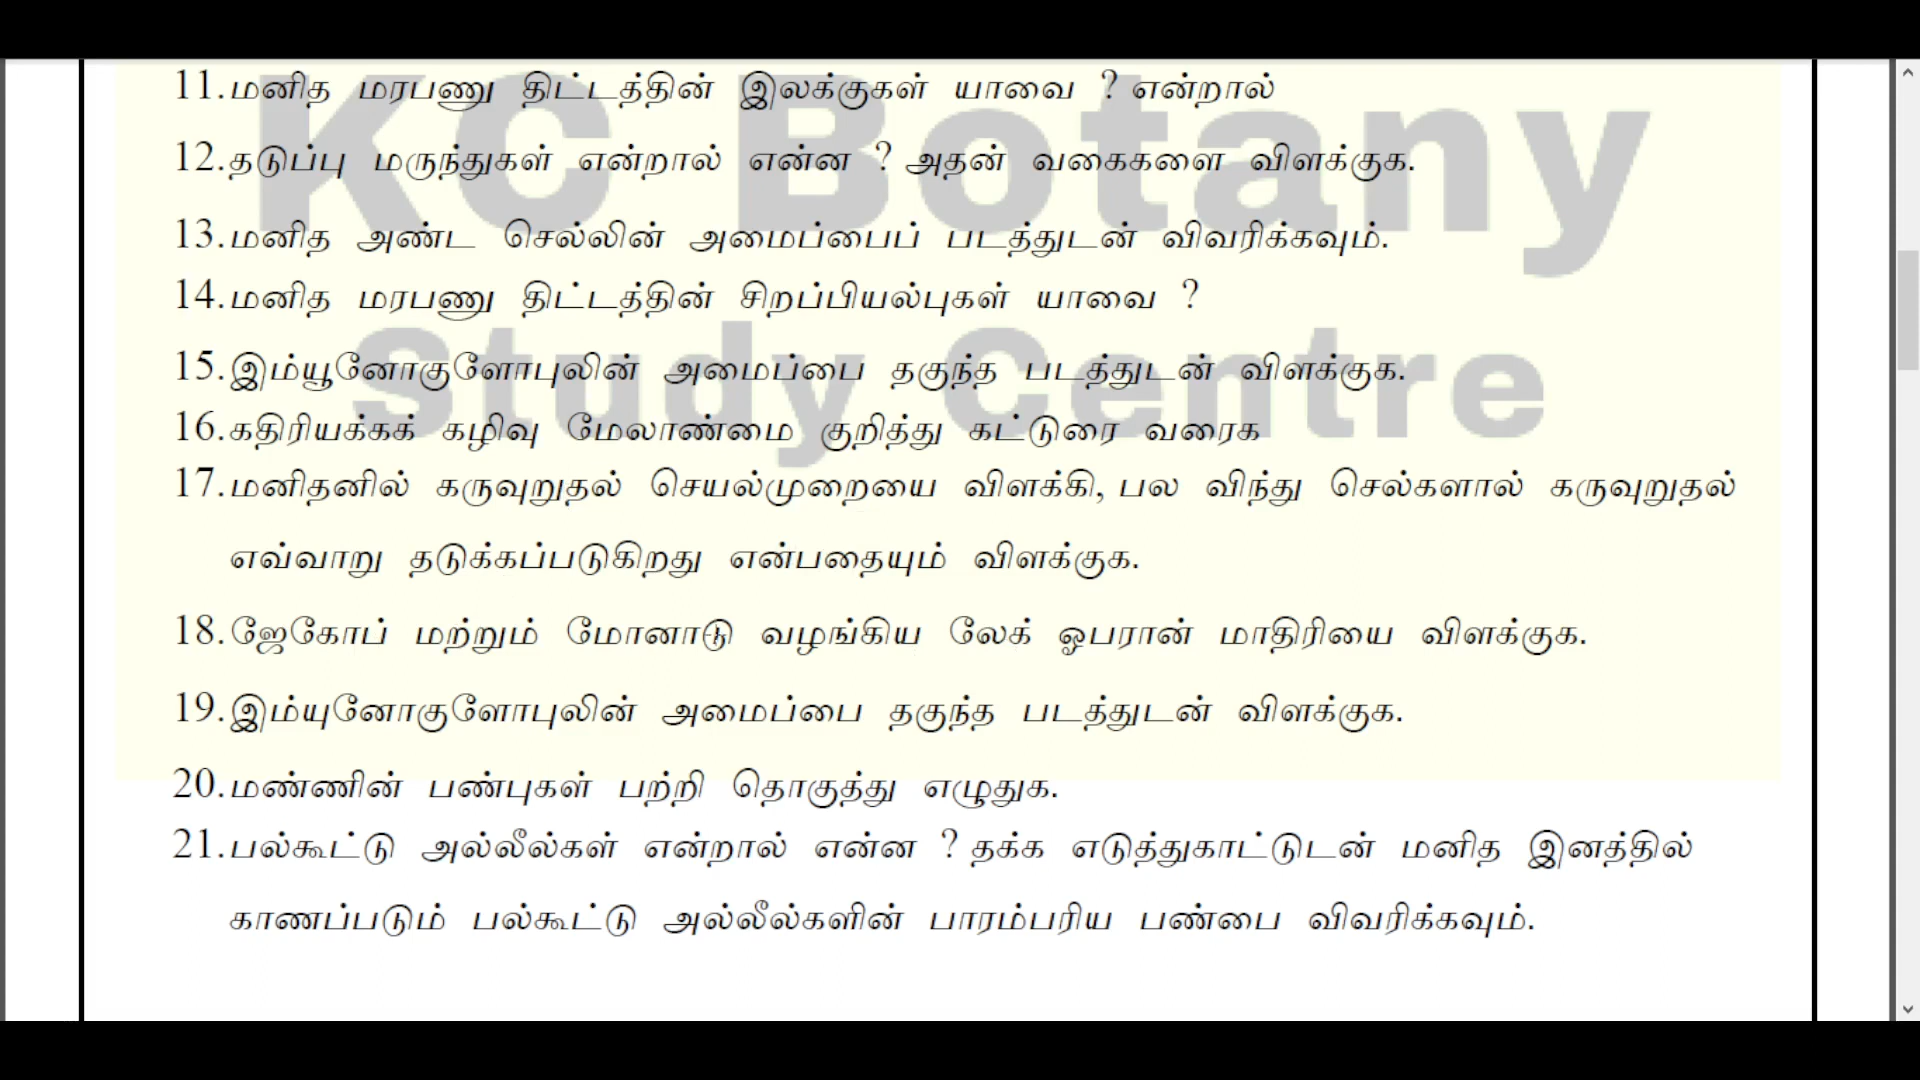 11.மனித மரபணு திட்டத்தின் இலக்குகள் யாவை ? என்றால்
12.தடுப்பு மருந்துகள் என்றால் என்ன ? அதன் வகைகளை விளக்குக.
13.மனித அண்ட செல்லின் அமைப்பைப் படத்துடன் விவரிக்கவும்.
14.மனித மரபணு திட்டத்தின் சிறப்பியல்புகள் யாவை ?
15.இம்யூனோகுளோபுலின் அமைப்பை தகுந்த படத்துடன் விளக்குக.
16.கதிரியக்கக் கழிவு மேலாண்மை குறித்து கட்டுரை வரைக
17.மனிதனில் கருவுறுதல் செயல்முறையை விளக்கி, பல விந்து செல்களால் கருவுறுதல்
எவ்வாறு தடுக்கப்படுகிறது என்பதையும் விளக்குக.
18.ஜேகோப் மற்றும் மோனாடு வழங்கிய லேக் ஓபரான் மாதிரியை விளக்குக.
19.இம்யுனோகுளோபுலின் அமைப்பை தகுந்த படத்துடன் விளக்குக.
20.மண்ணின் பண்புகள் பற்றி தொகுத்து எழுதுக.
21.பல்கூட்டு அல்லீல்கள் என்றால் என்ன ? தக்க எடுத்துகாட்டுடன் மனித இனத்தில்
காணப்படும் பல்கூட்டு அல்லீல்களின் பாரம்பரிய பண்பை விவரிக்கவும்.
KC Botany
Study Centre